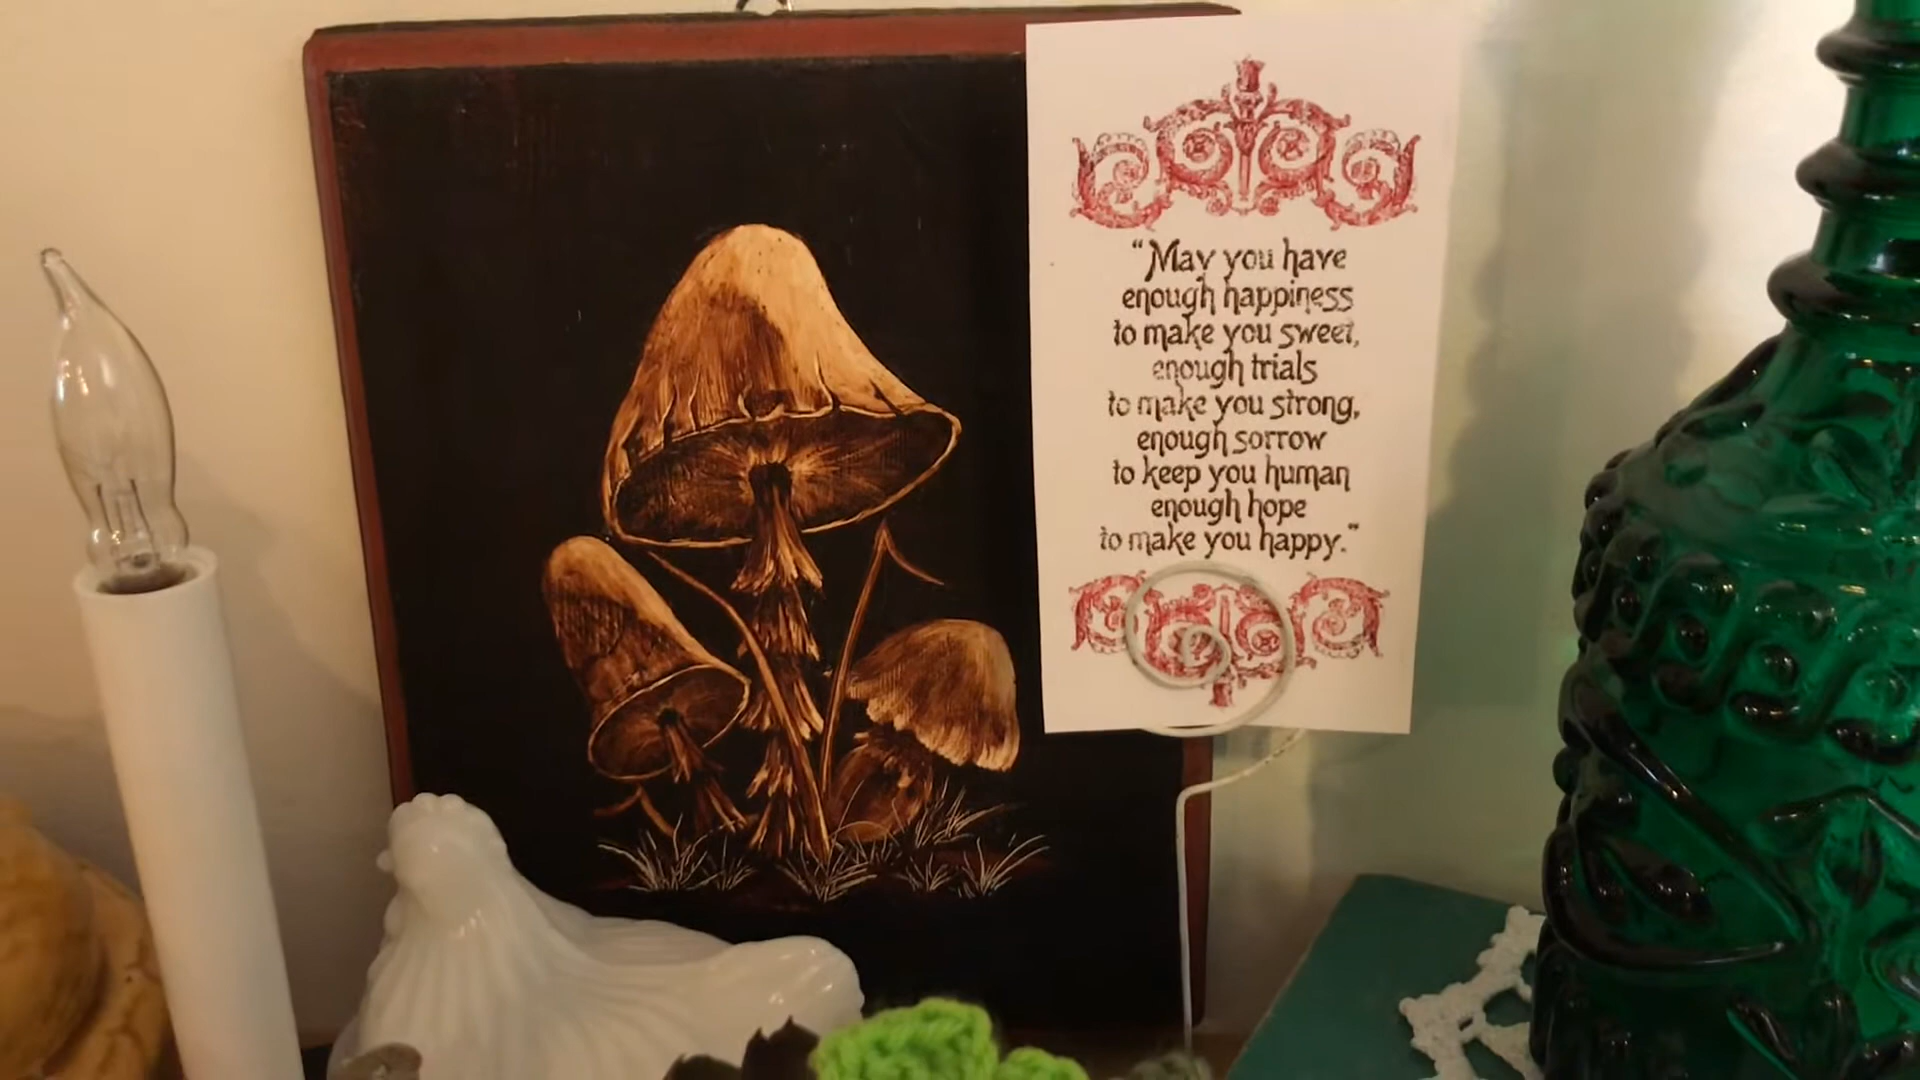 “May you have
enough happiness
to make you sweet,
enough trials
to make you strong,
enough sorrow
to keep you human
enough hope
to make you happy.”